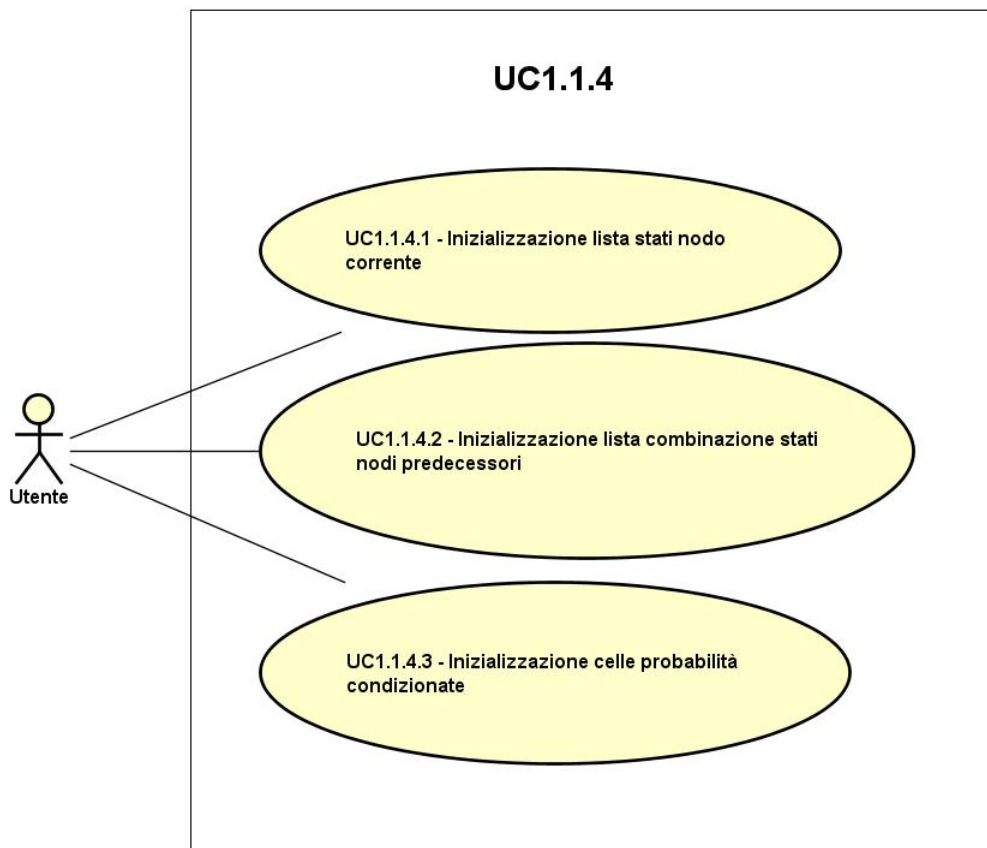 UC1.1.4
UC1.1.4.1 - Inizializzazione lista stati nodo
corrente
UC1.1.4.2 - Inizializzazione lista combinazione stati
nodi predecessori
Utente
UC1.1.4.3 - Inizializzazione celle probabilità
condizionate